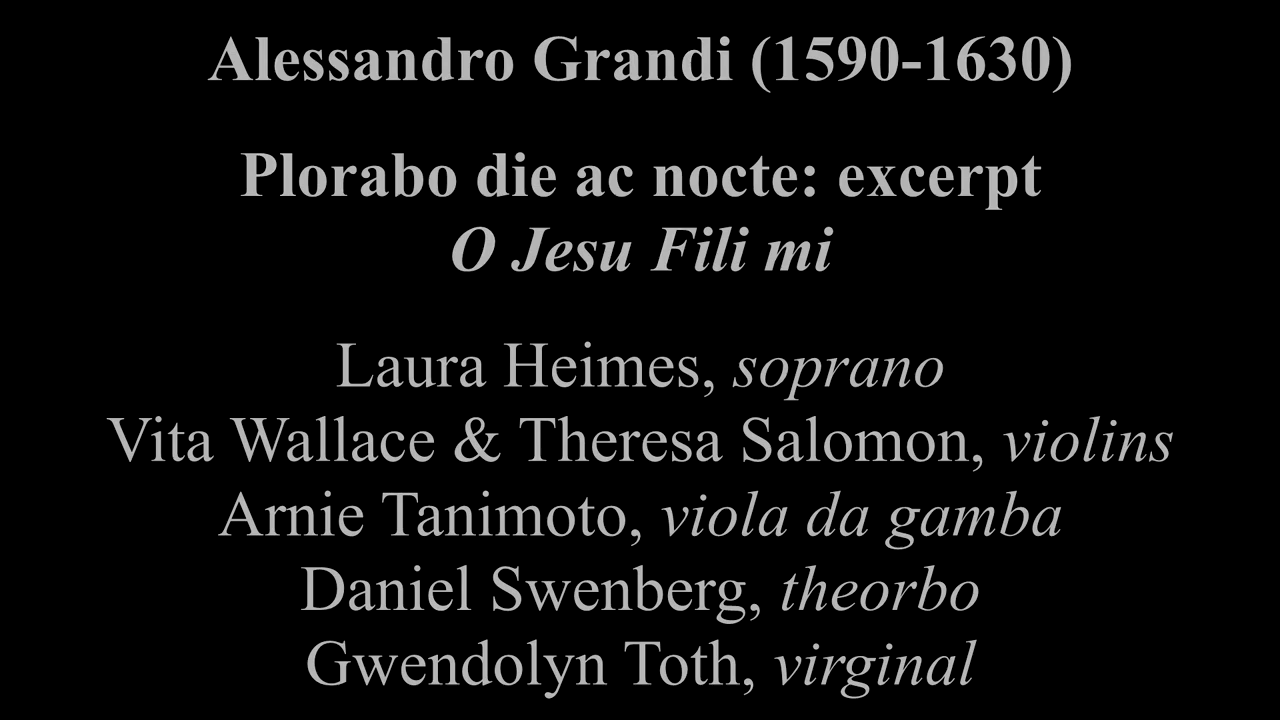 Alessandro Grandi (1590-1630)
Plorabo die ac nocte: excerpt
O Jesu Fili mi
Laura Heimes, soprano
Vita Wallace & Theresa Salomon, violins
Arnie Tanimoto, viola da gamba
Daniel Swenberg, theorbo
Gwendolyn Toth, virginal